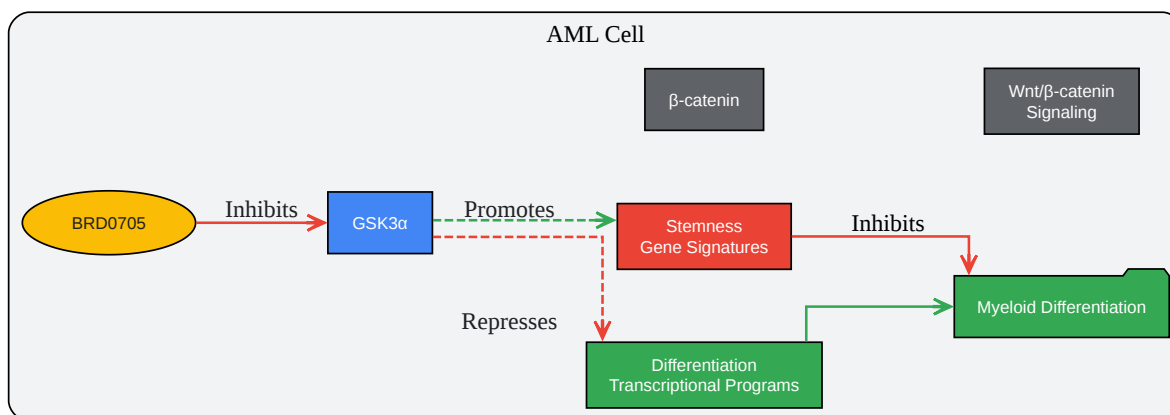 AML Cell
β-catenin
Wnt/β-catenin
Signaling
BRD0705
Inhibits
GSK3α
Promotes
Stemness
Gene Signatures
Inhibits
Myeloid Differentiation
Represses
Differentiation
Transcriptional Programs